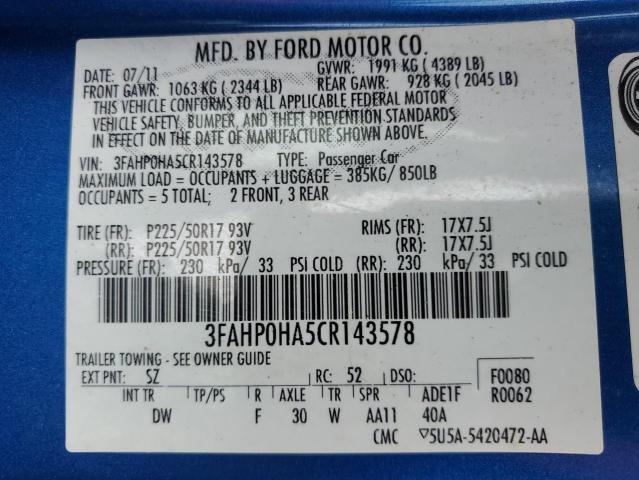 MFD. BY FORD MOTOR CO.
DATE: 07/11 GVWR: 1991 KG ( 4389 LB)
FRONT GAWR: 1063 KG ( 2344 LB) REAR GAWR: 928 KG ( 2045 LB)
THIS VEHICLE CONFORMS TO ALL APPLICABLE FEDERAL MOTOR
VEHICLE SAFETY, BUMPER, AND THEFT PREVENTION STANDARDS
IN EFFECT ON THE DATE OF MANUFACTURE SHOWN ABOVE.
VIN: 3FAHP0HA5CR143578 TYPE: Passenger Car
MAXIMUM LOAD = OCCUPANTS + LUGGAGE = 385KG/ 850LB
OCCUPANTS = 5 TOTAL; 2 FRONT, 3 REAR
TIRE (FR): P225/50R17 93V RIMS (FR): 17X7.5J
(RR): P225/50R17 93V (RR): 17X7.5J
PRESSURE (FR): 230 kPa/ 33 PSI COLD (RR): 230 kPa/ 33 PSI COLD
3FAHP0HA5CR143578
TRAILER TOWING - SEE OWNER GUIDE
EXT PNT: SZ RC: 52 DSO: F0080
INT TR TP/PS R AXLE TR SPR ADE1F R0062
DW F 30 W AA11 40A
CMC ▽5U5A-5420472-AA